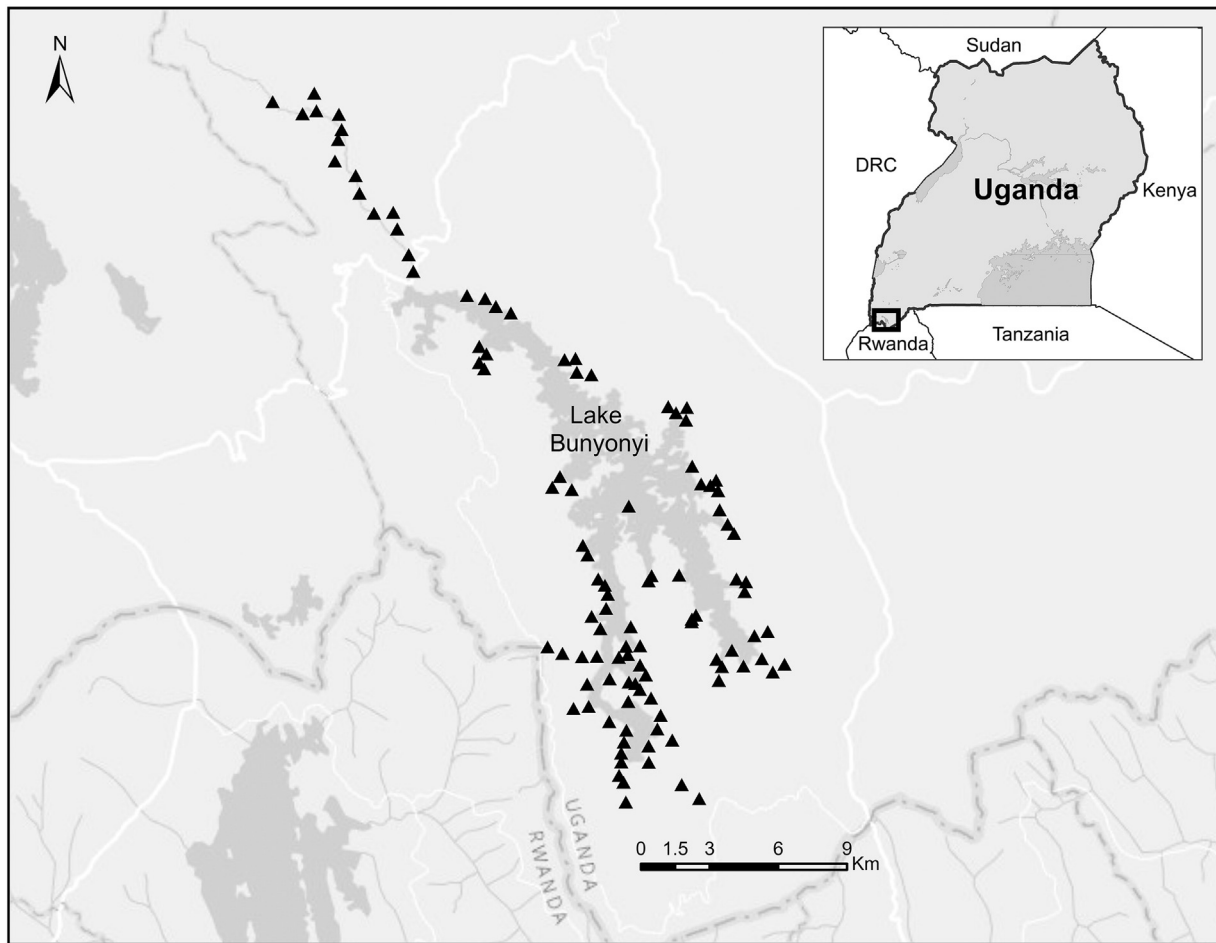 N
Sudan
DRC
Uganda
Kenya
Rwanda
Tanzania
Lake
Bunyonyi
UGANDA
RWANDA
0 1.5 3 6 9
Km